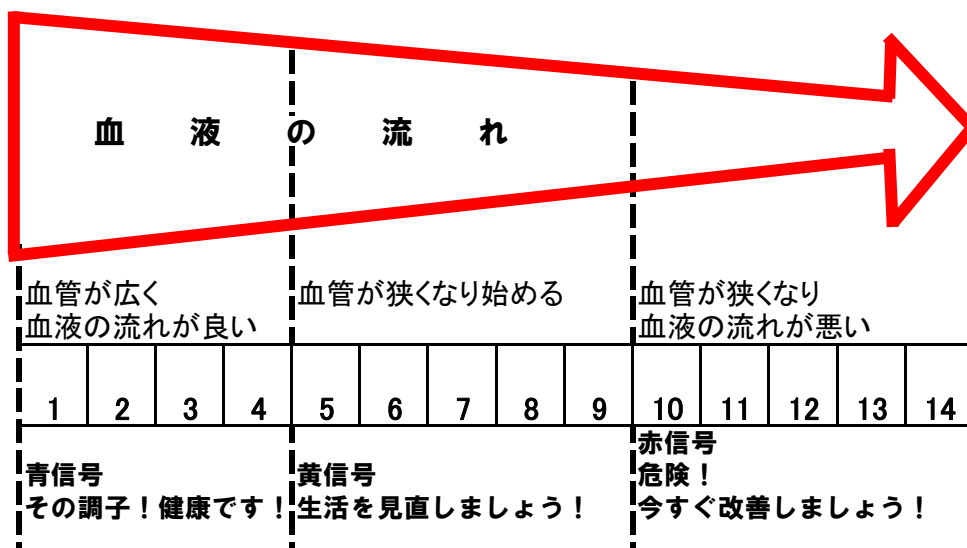 血液の流れ
血管が広く
血液の流れが良い
血管が狭くなり始める
血管が狭くなり
血液の流れが悪い
1 2 3 4 5 6 7 8 9 10 11 12 13 14
青信号
その調子！健康です！
黄信号
生活を見直しましょう！
赤信号
危険！
今すぐ改善しましょう！